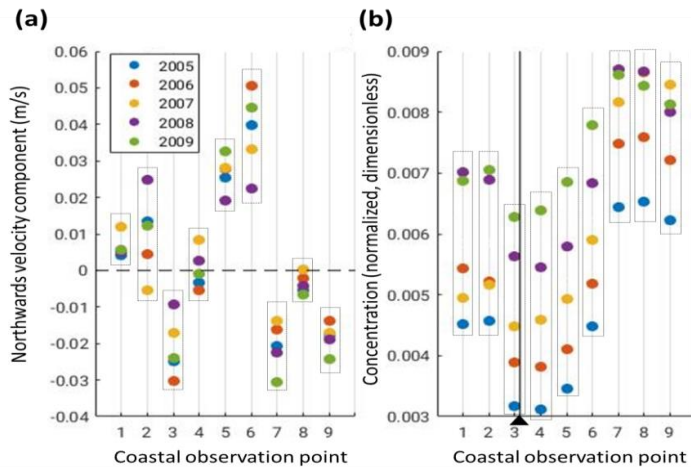 (a)
Northwards velocity component (m/s)
0.06
0.05
0.04
0.03
0.02
0.01
0
-0.01
-0.02
-0.03
-0.04
2005
2006
2007
2008
2009
1 2 3 4 5 6 7 8 9
Coastal observation point
(b)
Concentration (normalized, dimensionless)
0.009
0.008
0.007
0.006
0.005
0.004
0.003
1 2 3 4 5 6 7 8 9
Coastal observation point